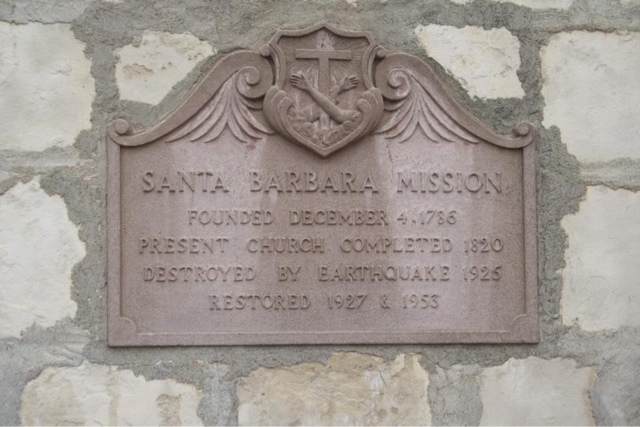 SANTA BARBARA MISSION
FOUNDED DECEMBER 4, 1786
PRESENT CHURCH COMPLETED 1820
DESTROYED BY EARTHQUAKE 1925
RESTORED 1927 & 1953